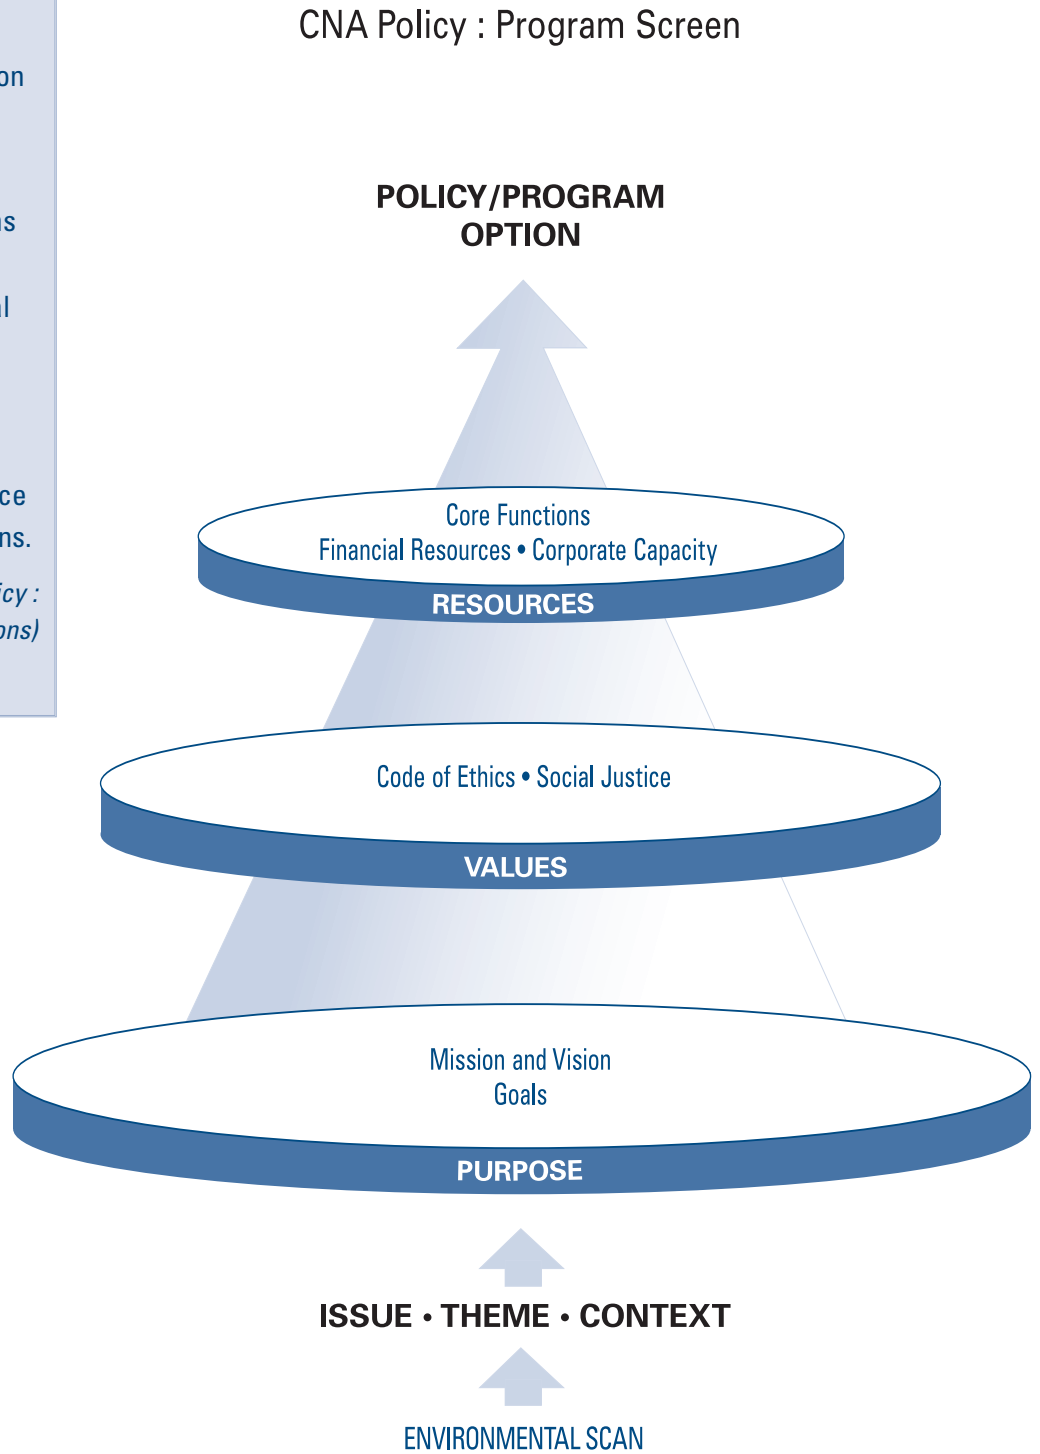 CNA Policy : Program Screen
POLICY/PROGRAM
OPTION
Core Functions
Financial Resources • Corporate Capacity
RESOURCES
Code of Ethics • Social Justice
VALUES
Mission and Vision
Goals
PURPOSE
ISSUE • THEME • CONTEXT
ENVIRONMENTAL SCAN